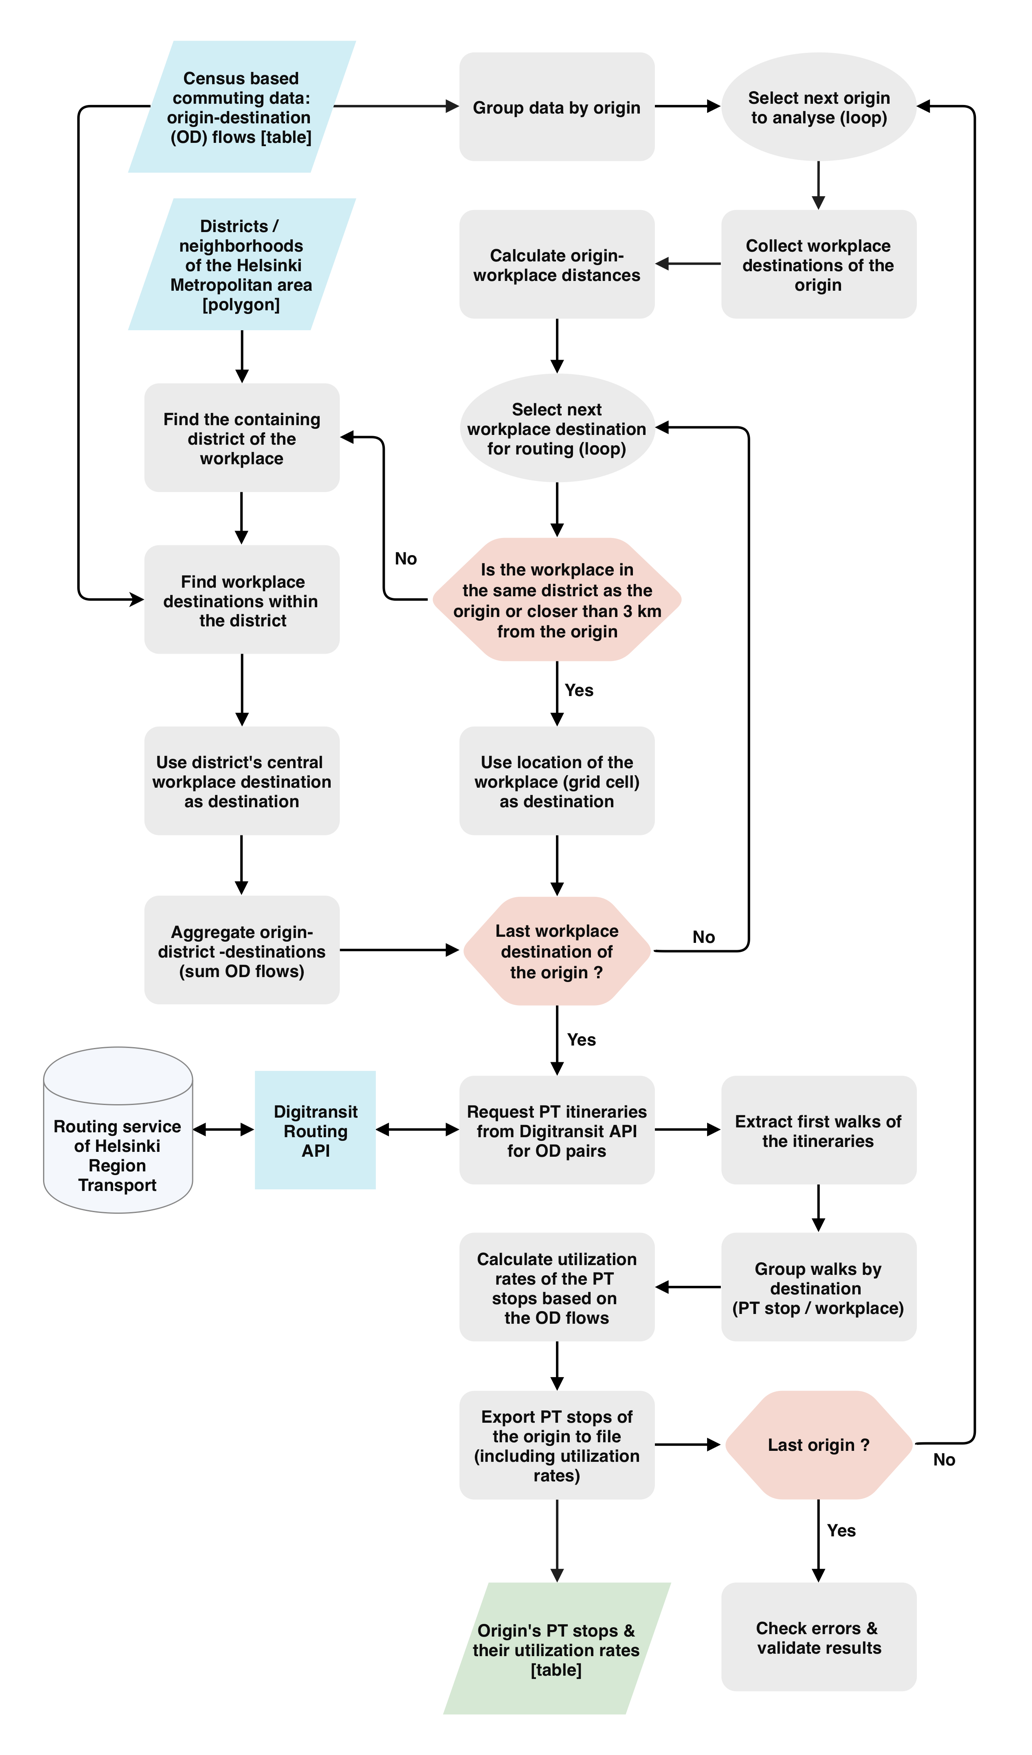 Census based
commuting data:
origin-destination
(OD) flows [table]
Group data by origin
Select next origin
to analyse (loop)
Districts /
neighborhoods
of the Helsinki
Metropolitan area
[polygon]
Calculate origin-
workplace distances
Collect workplace
destinations of the
origin
Find the containing
district of the
workplace
Select next
workplace destination
for routing (loop)
No
Find workplace
destinations within
the district
Is the workplace in
the same district as the
origin or closer than 3 km
from the origin
Yes
Use district's central
workplace destination
as destination
Use location of the
workplace (grid cell)
as destination
Aggregate origin-
district -destinations
(sum OD flows)
Last workplace
destination of
the origin ?
No
Yes
Routing service
of Helsinki
Region
Transport
Digitransit
Routing
API
Request PT itineraries
from Digitransit API
for OD pairs
Extract first walks of
the itineraries
Calculate utilization
rates of the PT
stops based on
the OD flows
Group walks by
destination
(PT stop / workplace)
Export PT stops of
the origin to file
(including utilization
rates)
Last origin ?
No
Yes
Origin's PT stops &
their utilization rates
[table]
Check errors &
validate results